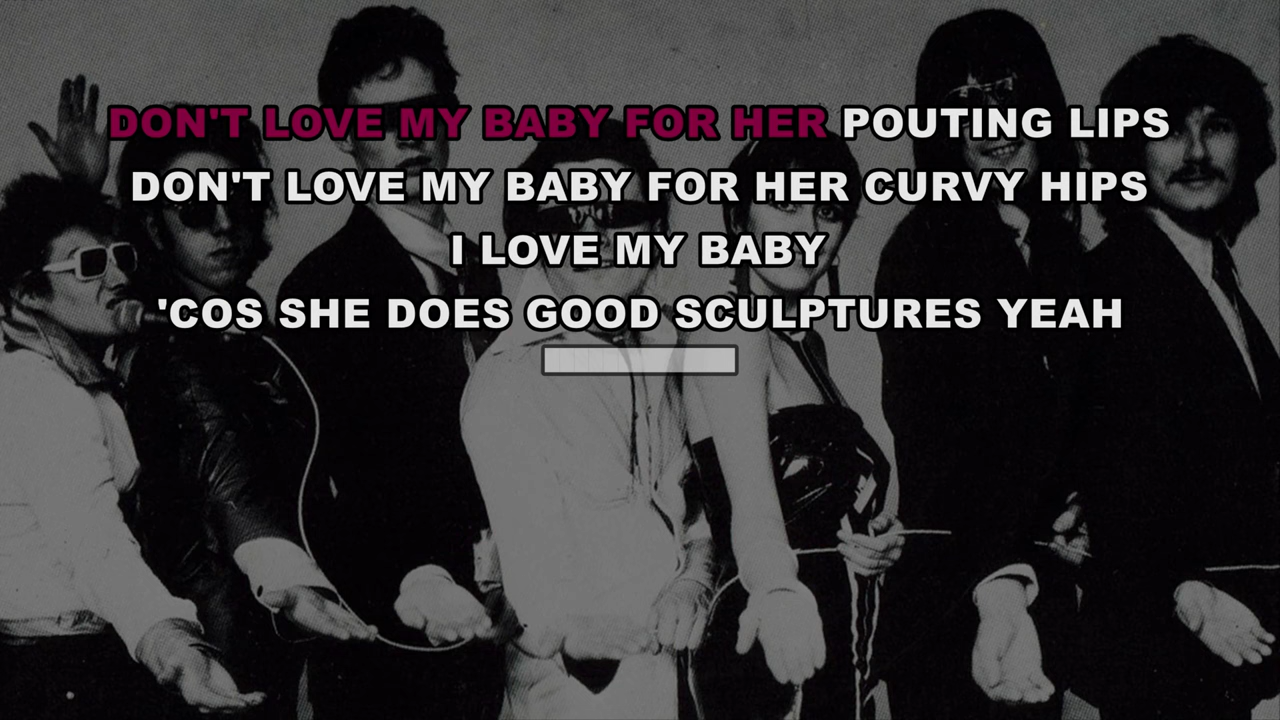 DON'T LOVE MY BABY FOR HER POUTING LIPS
DON'T LOVE MY BABY FOR HER CURVY HIPS
I LOVE MY BABY
'COS SHE DOES GOOD SCULPTURES YEAH